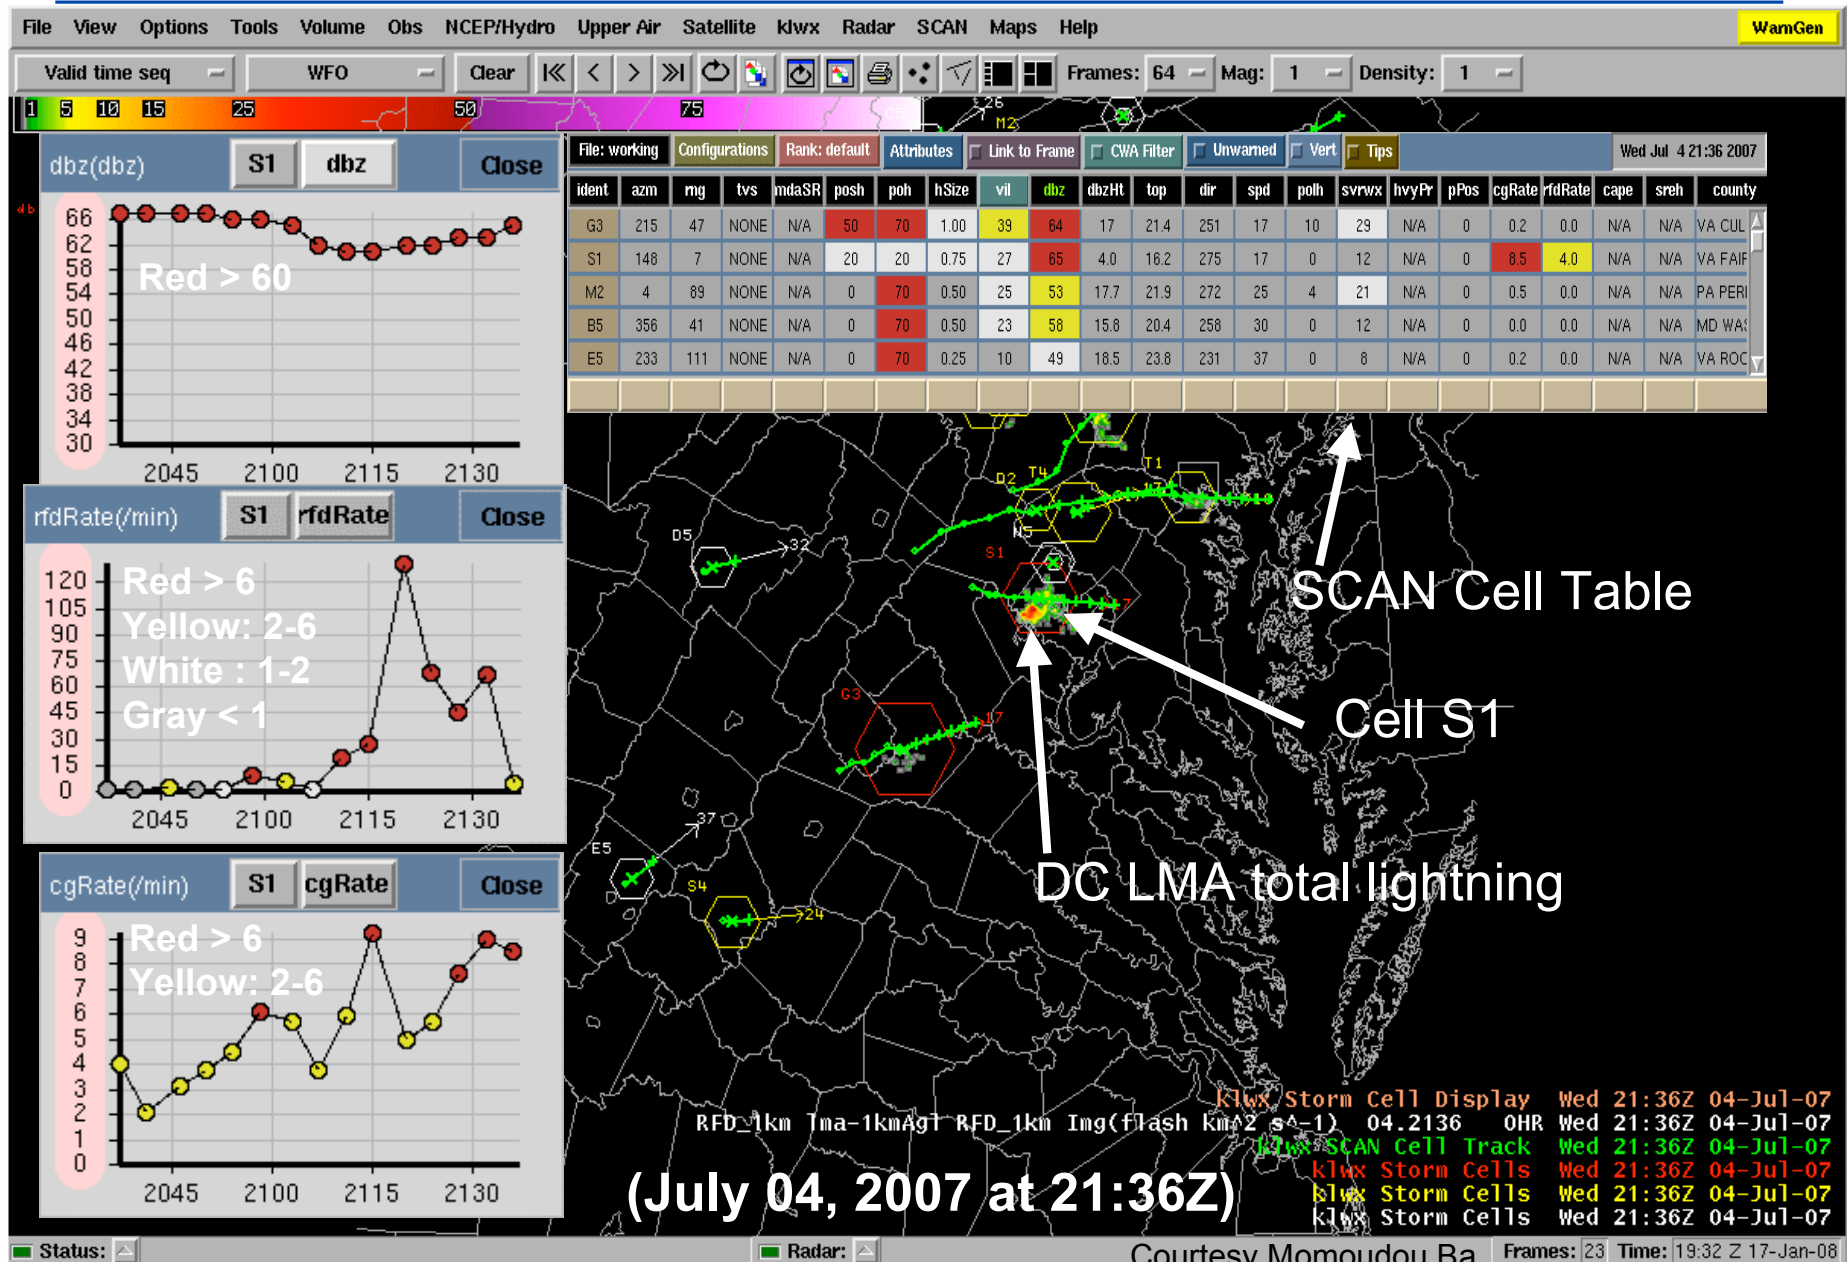 File View Options Tools Volume Obs NCEP/Hydro Upper Air Satellite klwx Radar SCAN Maps Help WarnGen
Valid time seq WFO Clear Frames: 64 Mag: 1 Density: 1
1 5 10 15 25 50 75
dbz(dbz) S1 dbz Close
66
62
58
54
50
46
42
38
34
30
Red > 60
2045 2100 2115 2130
rfdRate(/min) S1 rfdRate Close
120
105
90
75
60
45
30
15
0
Red > 6
Yellow: 2-6
White : 1-2
Gray < 1
2045 2100 2115 2130
cgRate(/min) S1 cgRate Close
9
8
7
6
5
4
3
2
1
0
Red > 6
Yellow: 2-6
2045 2100 2115 2130
File: working Configurations Rank: default Attributes Link to Frame CWA Filter Unwarned Vert Tips Wed Jul 4 21:36 2007
ident azm rng tvs mdaSR posh poh hSize vil dbz dbzHt top dir spd polh svrwx hvyPr pPos cgRate rfdRate cape sreh county
G3 215 47 NONE N/A 50 70 1.00 39 64 17 21.4 251 17 10 29 N/A 0 0.2 0.0 N/A N/A VA CUL
S1 148 7 NONE N/A 20 20 0.75 27 65 4.0 16.2 275 17 0 12 N/A 0 8.5 4.0 N/A N/A VA FAIF
M2 4 89 NONE N/A 0 70 0.50 25 53 17.7 21.9 272 25 4 21 N/A 0 0.5 0.0 N/A N/A PA PERI
B5 356 41 NONE N/A 0 70 0.50 23 58 15.8 20.4 258 30 0 12 N/A 0 0.0 0.0 N/A N/A MD WAS
E5 233 111 NONE N/A 0 70 0.25 10 49 18.5 23.8 231 37 0 8 N/A 0 0.2 0.0 N/A N/A VA ROC
26
M2
D2 T4 T1
D5 32
N5
S1
17
G3
17
37
E5
S4
24
SCAN Cell Table
Cell S1
DC LMA total lightning
klwx Storm Cell Display Wed 21:36Z 04-Jul-07
RFD_1km lma-1kmAgl RFD_1km Img(flash km^2 s^-1) 04.2136 0HR Wed 21:36Z 04-Jul-07
klwx SCAN Cell Track Wed 21:36Z 04-Jul-07
klwx Storm Cells Wed 21:36Z 04-Jul-07
klwx Storm Cells Wed 21:36Z 04-Jul-07
klwx Storm Cells Wed 21:36Z 04-Jul-07
(July 04, 2007 at 21:36Z)
Courtesy Momoudou Ba
Status: Radar: Frames: 23 Time: 19:32 Z 17-Jan-08